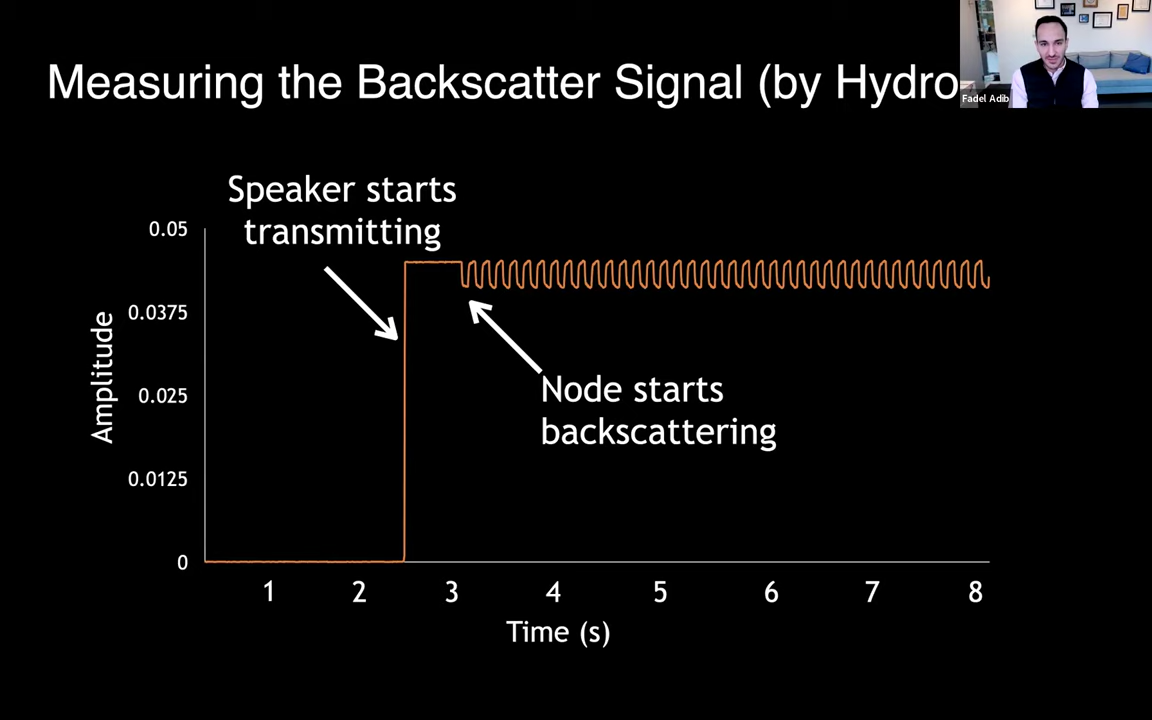 Measuring the Backscatter Signal (by Hydro
Fadel Adib
Speaker starts
transmitting
0.05
0.0375
0.025
0.0125
0
Amplitude
Node starts
backscattering
1 2 3 4 5 6 7 8
Time (s)